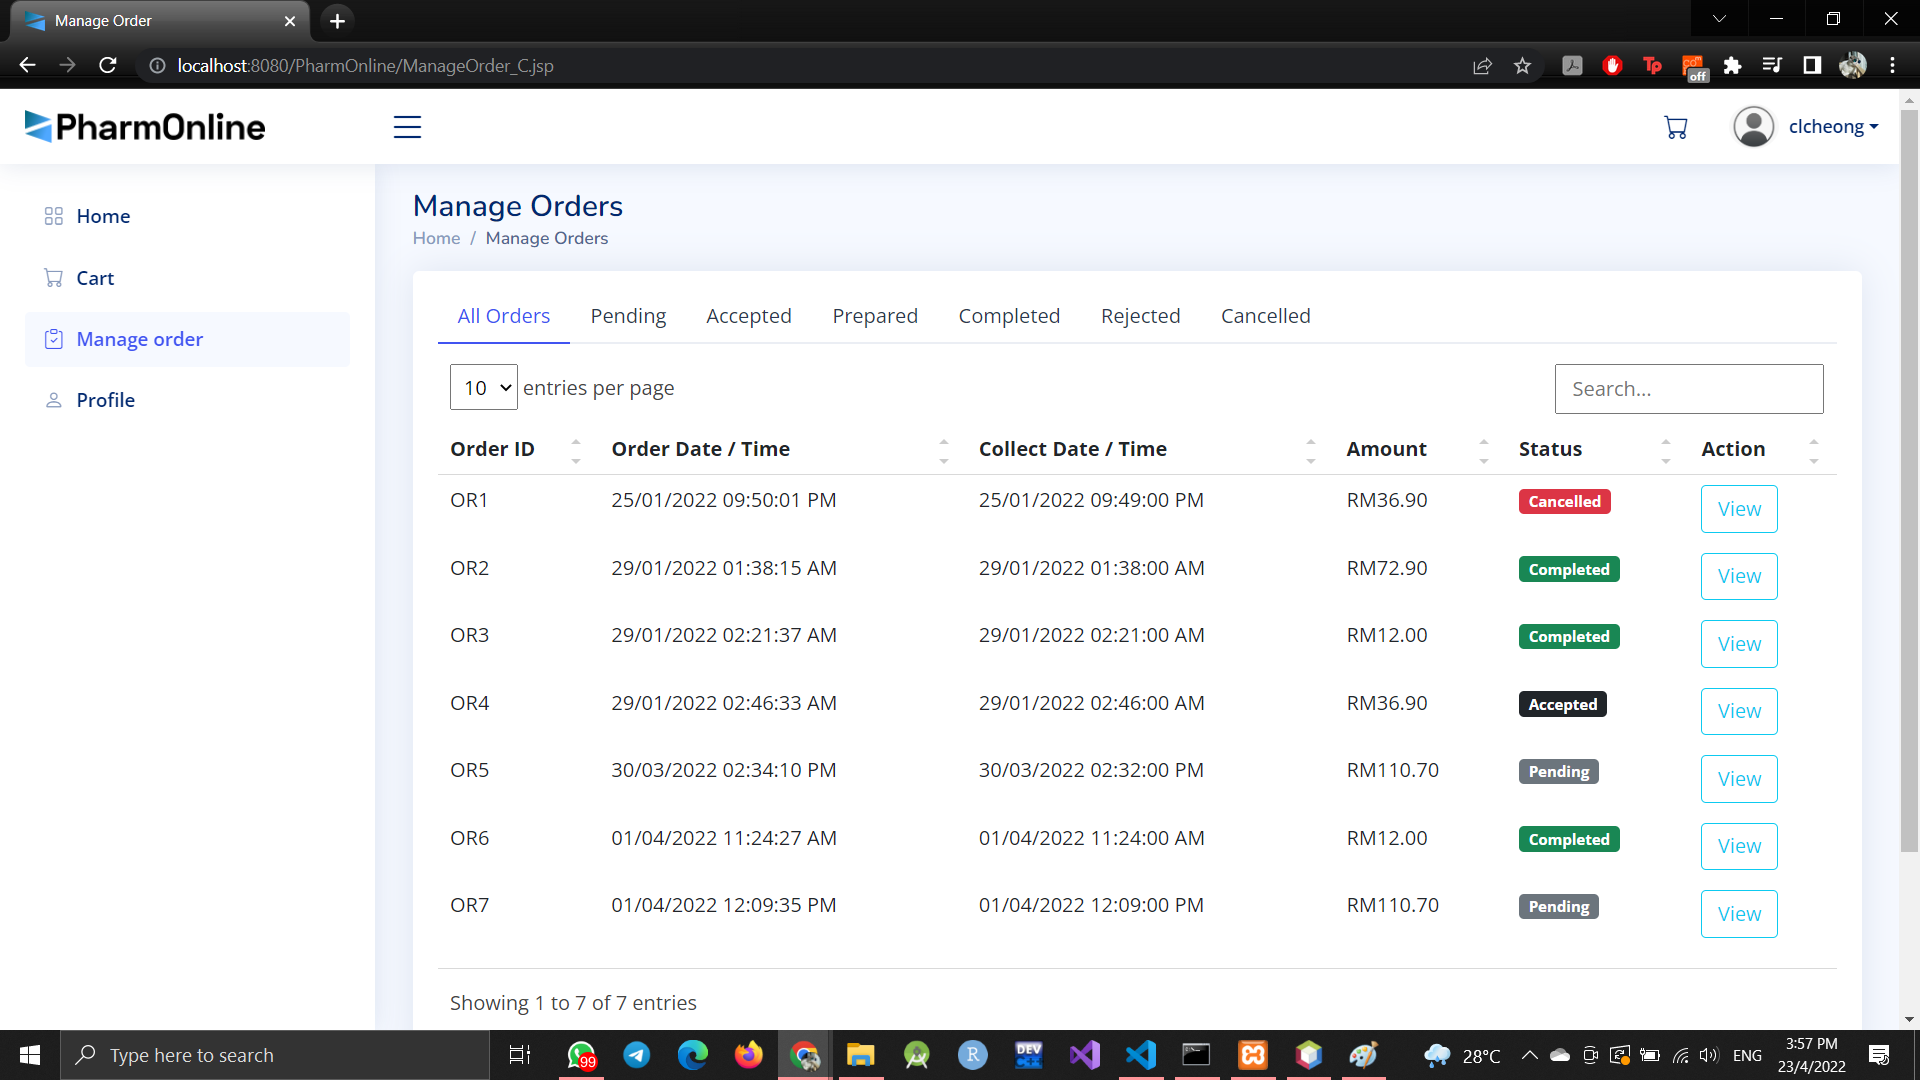 Manage Order
localhost:8080/PharmOnline/ManageOrder_C.jsp
off
PharmOnline
clcheong
Home
Cart
Manage order
Profile
Manage Orders
Home / Manage Orders
All Orders Pending Accepted Prepared Completed Rejected Cancelled
10 entries per page Search...
Order ID Order Date / Time Collect Date / Time Amount Status Action
OR1 25/01/2022 09:50:01 PM 25/01/2022 09:49:00 PM RM36.90 Cancelled View
OR2 29/01/2022 01:38:15 AM 29/01/2022 01:38:00 AM RM72.90 Completed View
OR3 29/01/2022 02:21:37 AM 29/01/2022 02:21:00 AM RM12.00 Completed View
OR4 29/01/2022 02:46:33 AM 29/01/2022 02:46:00 AM RM36.90 Accepted View
OR5 30/03/2022 02:34:10 PM 30/03/2022 02:32:00 PM RM110.70 Pending View
OR6 01/04/2022 11:24:27 AM 01/04/2022 11:24:00 AM RM12.00 Completed View
OR7 01/04/2022 12:09:35 PM 01/04/2022 12:09:00 PM RM110.70 Pending View
Showing 1 to 7 of 7 entries
Type here to search
99
R
DEV
28°C
ENG
3:57 PM
23/4/2022